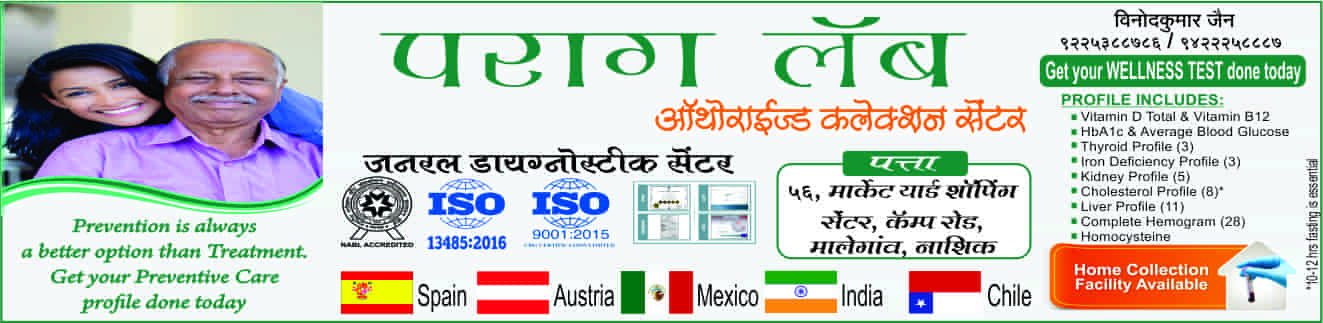 पराग लॅब
ऑथोराईज्ड कलेक्शन सेंटर
जनरल डायग्नोस्टीक सेंटर
NABL ACCREDITED
ISO
13485:2016
ISO
9001:2015
पत्ता
५६, मार्केट यार्ड शॉपिंग
सेंटर, कॅम्प रोड,
मालेगांव, नाशिक
Spain
Austria
Mexico
India
Chile
Prevention is always
a better option than Treatment.
Get your Preventive Care
profile done today
विनोदकुमार जैन
९२२५३८८७८६ / ९४२२२५८८८७
Get your WELLNESS TEST done today
PROFILE INCLUDES:
Vitamin D Total & Vitamin B12
HbA1c & Average Blood Glucose
Thyroid Profile (3)
Iron Deficiency Profile (3)
Kidney Profile (5)
Cholesterol Profile (8)*
Liver Profile (11)
Complete Hemogram (28)
Homocysteine
Home Collection
Facility Available
*10-12 hrs fasting is essential